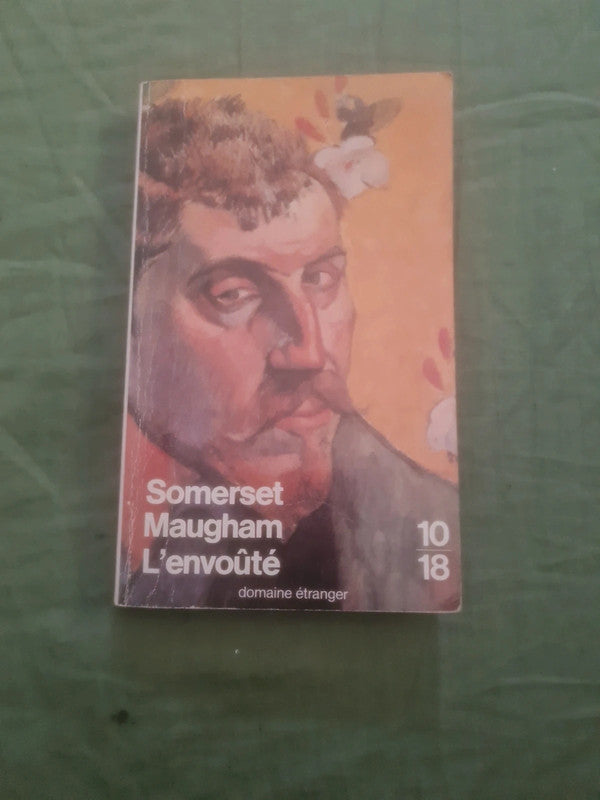 Somerset
Maugham
L'envoûté
10
18
domaine étranger